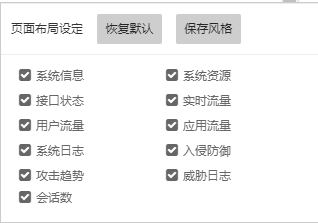 页面布局设定 恢复默认 保存风格
系统信息 系统资源
接口状态 实时流量
用户流量 应用流量
系统日志 入侵防御
攻击趋势 威胁日志
会话数